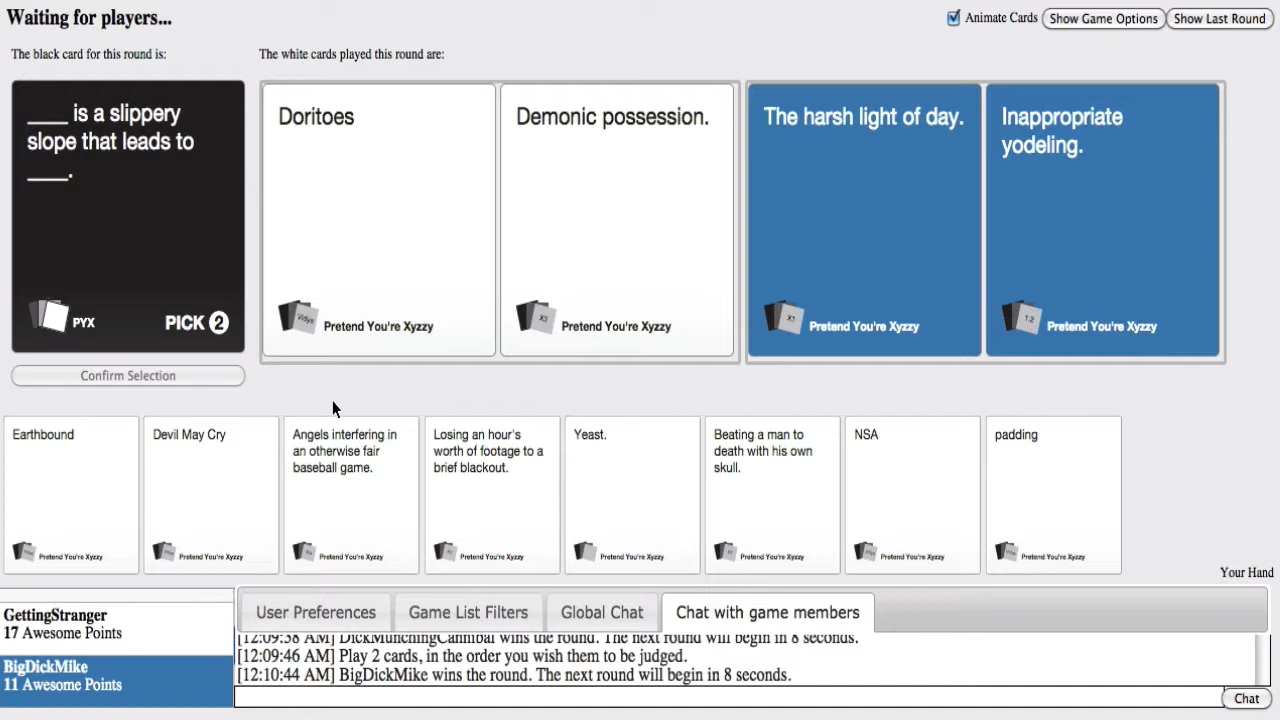 Waiting for players...
Animate Cards
Show Game Options
Show Last Round
The black card for this round is:
The white cards played this round are:
____ is a slippery
slope that leads to
____.
PYX
PICK 2
Doritoes
Pretend You're Xyzzy
Demonic possession.
X3
Pretend You're Xyzzy
The harsh light of day.
X1
Pretend You're Xyzzy
Inappropriate
yodeling.
1.2
Pretend You're Xyzzy
Confirm Selection
Earthbound
Pretend You're Xyzzy
Devil May Cry
Pretend You're Xyzzy
Angels interfering in
an otherwise fair
baseball game.
Pretend You're Xyzzy
Losing an hour's
worth of footage to a
brief blackout.
Pretend You're Xyzzy
Yeast.
Pretend You're Xyzzy
Beating a man to
death with his own
skull.
Pretend You're Xyzzy
NSA
Pretend You're Xyzzy
padding
Pretend You're Xyzzy
Your Hand
GettingStranger
17 Awesome Points
BigDickMike
11 Awesome Points
User Preferences
Game List Filters
Global Chat
Chat with game members
[12:09:38 AM] DickMunchingCannibal wins the round. The next round will begin in 8 seconds.
[12:09:46 AM] Play 2 cards, in the order you wish them to be judged.
[12:10:44 AM] BigDickMike wins the round. The next round will begin in 8 seconds.
Chat